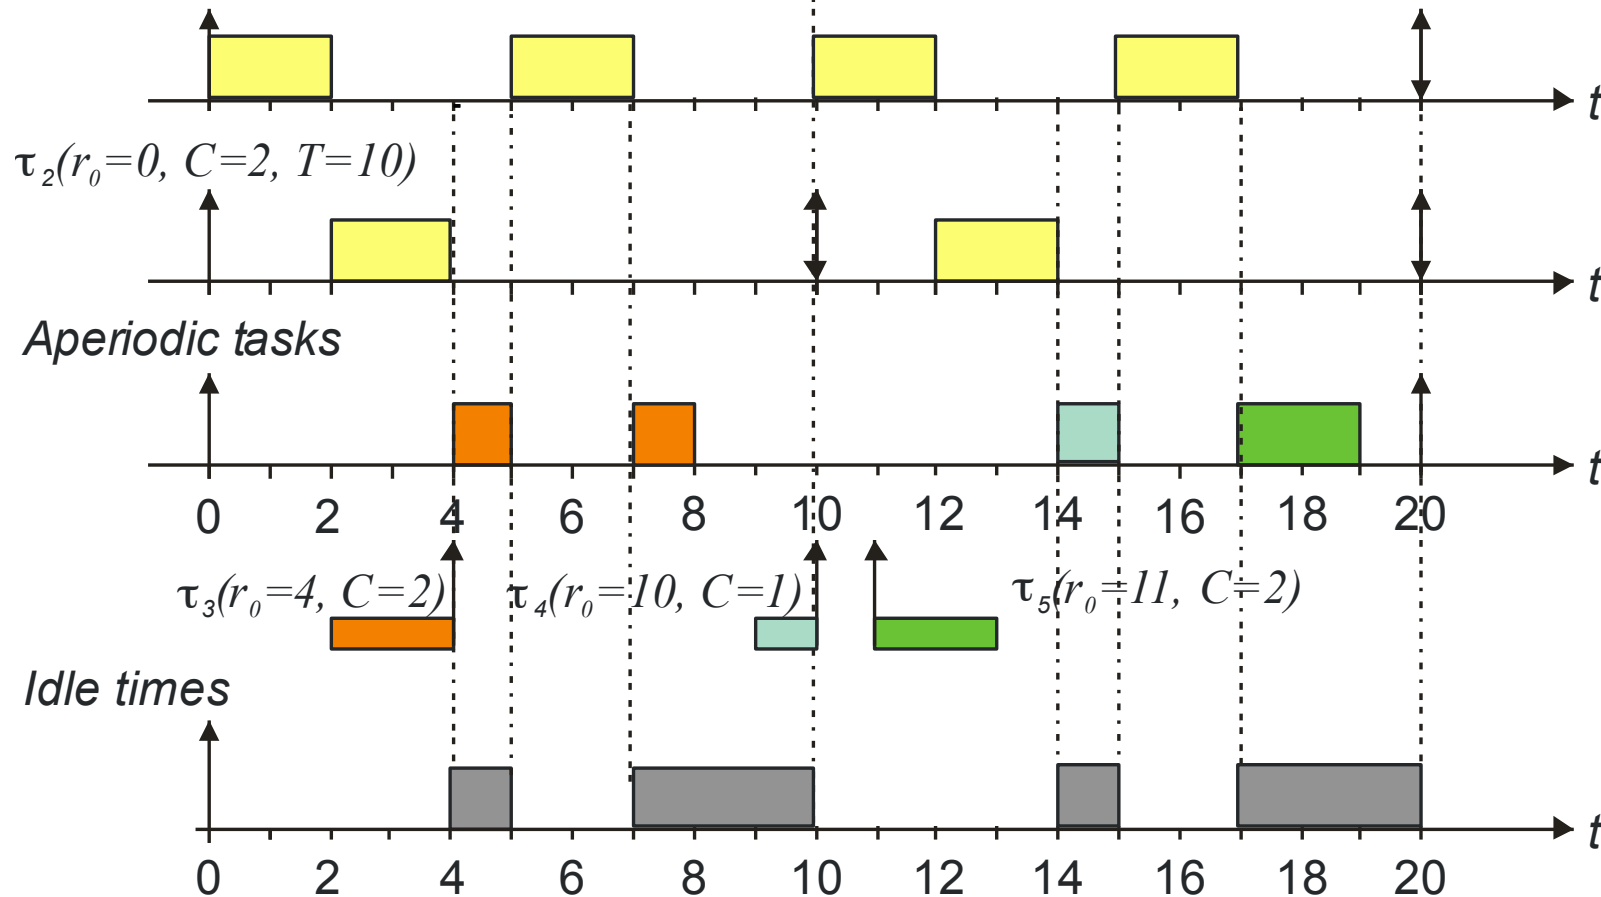 t
τ2(r0=0, C=2, T=10)
t
Aperiodic tasks
t
0 2 4 6 8 10 12 14 16 18 20
τ3(r0=4, C=2) τ4(r0=10, C=1) τ5(r0=11, C=2)
Idle times
t
0 2 4 6 8 10 12 14 16 18 20